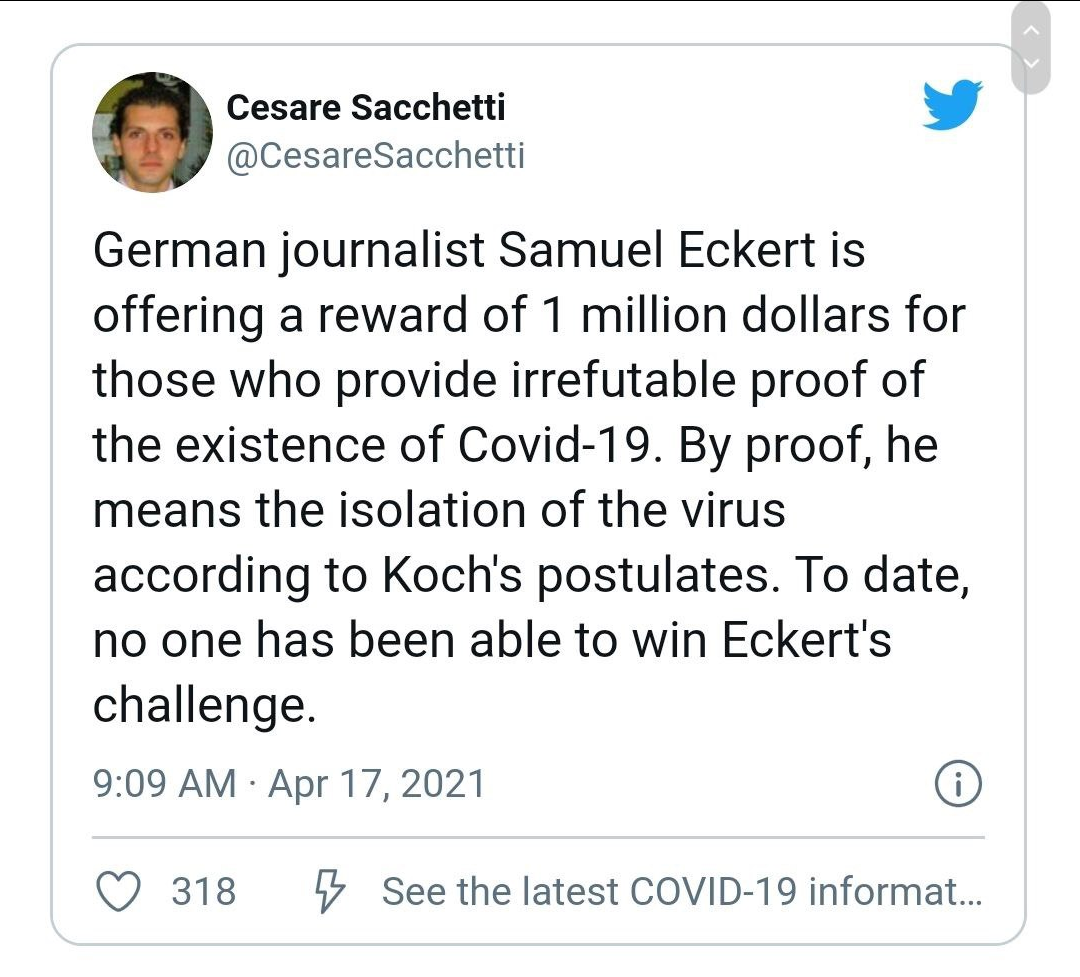 Cesare Sacchetti
@CesareSacchetti
German journalist Samuel Eckert is
offering a reward of 1 million dollars for
those who provide irrefutable proof of
the existence of Covid-19. By proof, he
means the isolation of the virus
according to Koch's postulates. To date,
no one has been able to win Eckert's
challenge.
9:09 AM · Apr 17, 2021
318 See the latest COVID-19 informat...